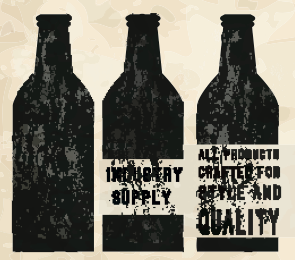 INDUSTRY
SUPPLY
ALL PRODUCTS
CRAFTED FOR
STYLE AND
QUALITY